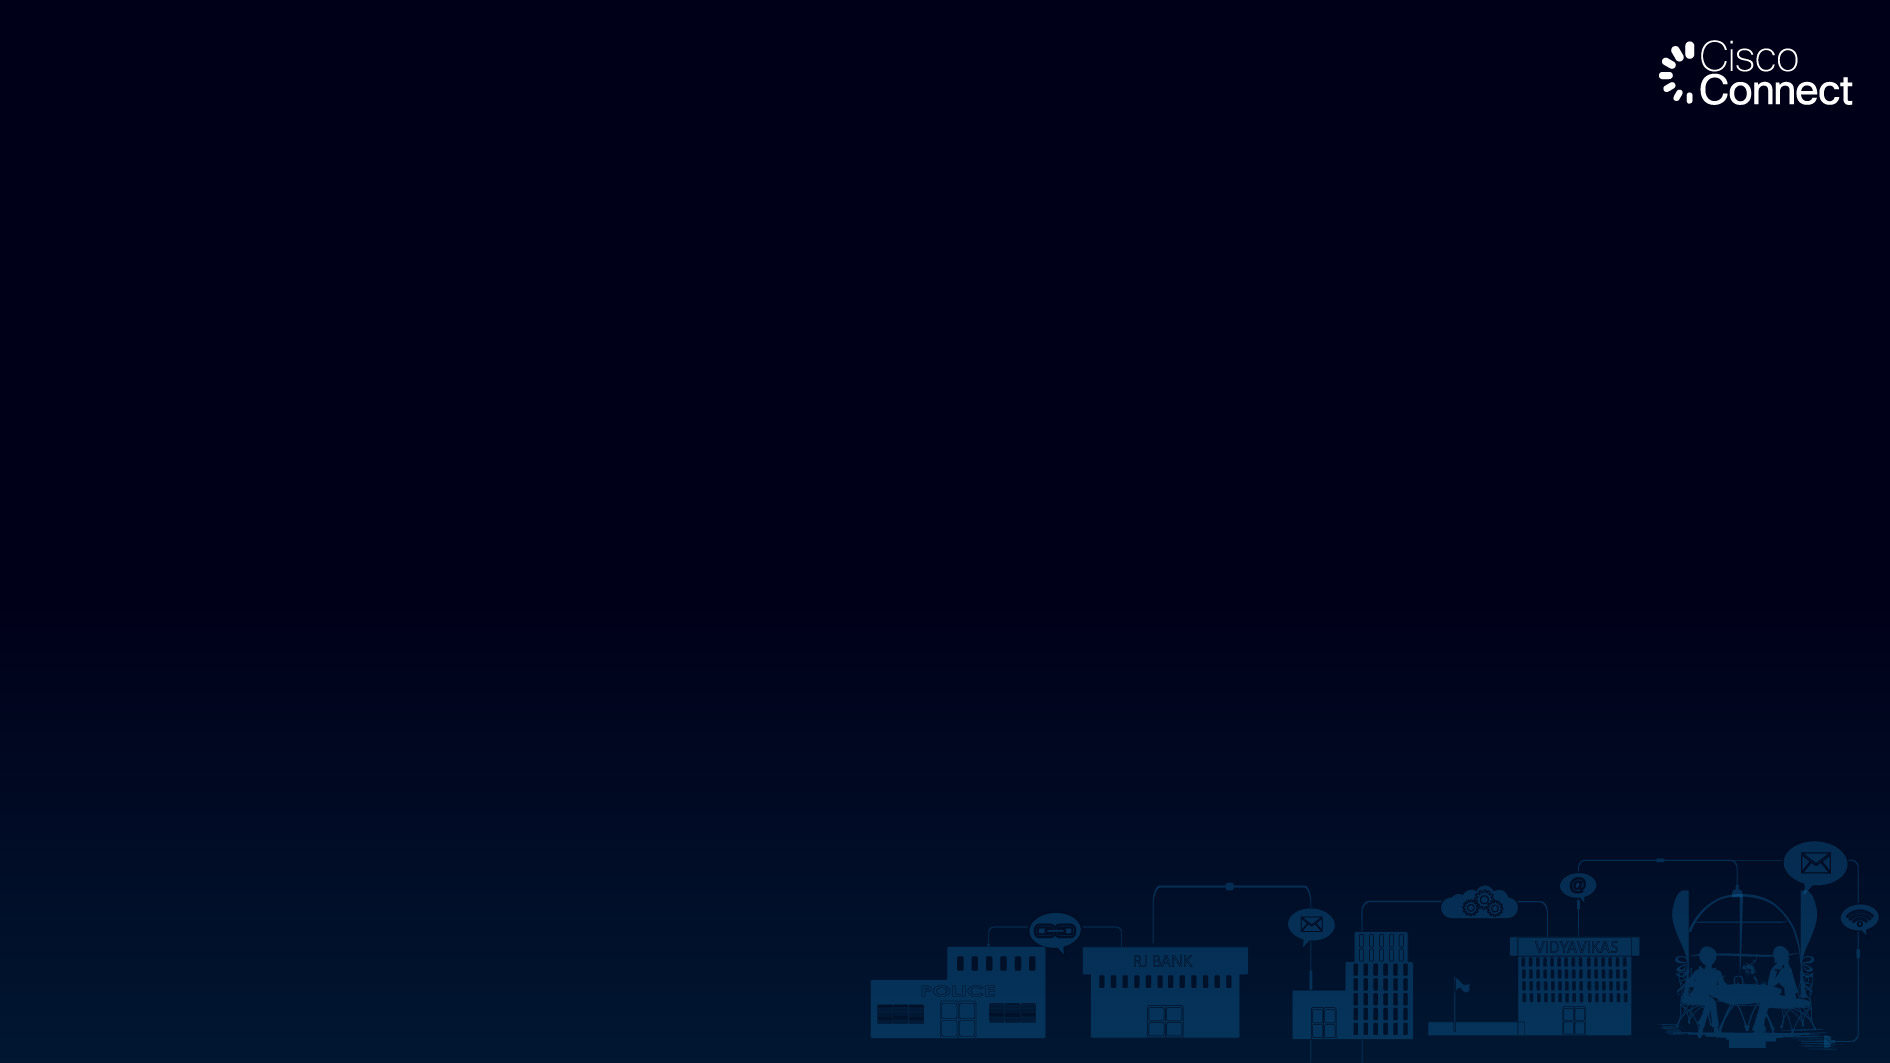 Cisco
Connect
POLICE
RJ BANK
VIDYAVIKAS
@